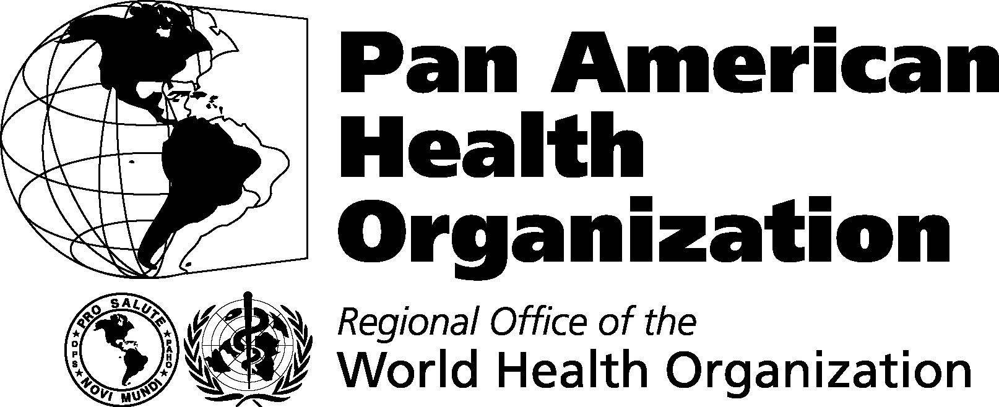 Pan American
Health
Organization
Regional Office of the
World Health Organization
PRO SALUTE
OPS
PAHO
NOVI MUNDI